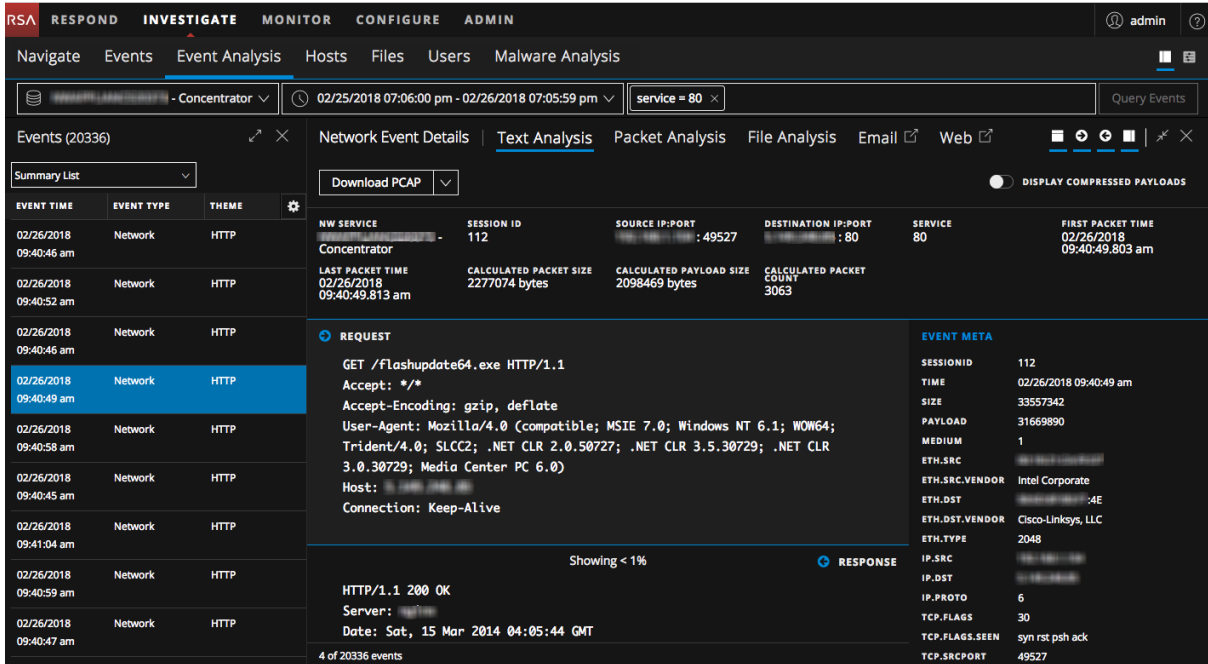 RSA RESPOND INVESTIGATE MONITOR CONFIGURE ADMIN admin ?
Navigate Events Event Analysis Hosts Files Users Malware Analysis
- Concentrator 02/25/2018 07:06:00 pm - 02/26/2018 07:05:59 pm service = 80 × Query Events
Events (20336)
Summary List
EVENT TIME EVENT TYPE THEME
02/26/2018 Network HTTP
09:40:46 am
02/26/2018 Network HTTP
09:40:52 am
02/26/2018 Network HTTP
09:40:46 am
02/26/2018 Network HTTP
09:40:49 am
02/26/2018 Network HTTP
09:40:58 am
02/26/2018 Network HTTP
09:40:45 am
02/26/2018 Network HTTP
09:41:04 am
02/26/2018 Network HTTP
09:40:59 am
02/26/2018 Network HTTP
09:40:47 am
Network Event Details | Text Analysis Packet Analysis File Analysis Email Web
Download PCAP
DISPLAY COMPRESSED PAYLOADS
NW SERVICE SESSION ID SOURCE IP:PORT DESTINATION IP:PORT SERVICE FIRST PACKET TIME
- 112 : 49527 : 80 80 02/26/2018
Concentrator 09:40:49.803 am
LAST PACKET TIME CALCULATED PACKET SIZE CALCULATED PAYLOAD SIZE CALCULATED PACKET
COUNT
02/26/2018 2277074 bytes 2098469 bytes 3063
09:40:49.813 am
REQUEST
GET /flashupdate64.exe HTTP/1.1
Accept: */*
Accept-Encoding: gzip, deflate
User-Agent: Mozilla/4.0 (compatible; MSIE 7.0; Windows NT 6.1; WOW64;
Trident/4.0; SLCC2; .NET CLR 2.0.50727; .NET CLR 3.5.30729; .NET CLR
3.0.30729; Media Center PC 6.0)
Host:
Connection: Keep-Alive
Showing < 1% RESPONSE
HTTP/1.1 200 OK
Server:
Date: Sat, 15 Mar 2014 04:05:44 GMT
4 of 20336 events
EVENT META
SESSIONID 112
TIME 02/26/2018 09:40:49 am
SIZE 33557342
PAYLOAD 31669890
MEDIUM 1
ETH.SRC
ETH.SRC.VENDOR Intel Corporate
ETH.DST :4E
ETH.DST.VENDOR Cisco-Linksys, LLC
ETH.TYPE 2048
IP.SRC
IP.DST
IP.PROTO 6
TCP.FLAGS 30
TCP.FLAGS.SEEN syn rst psh ack
TCP.SRCPORT 49527